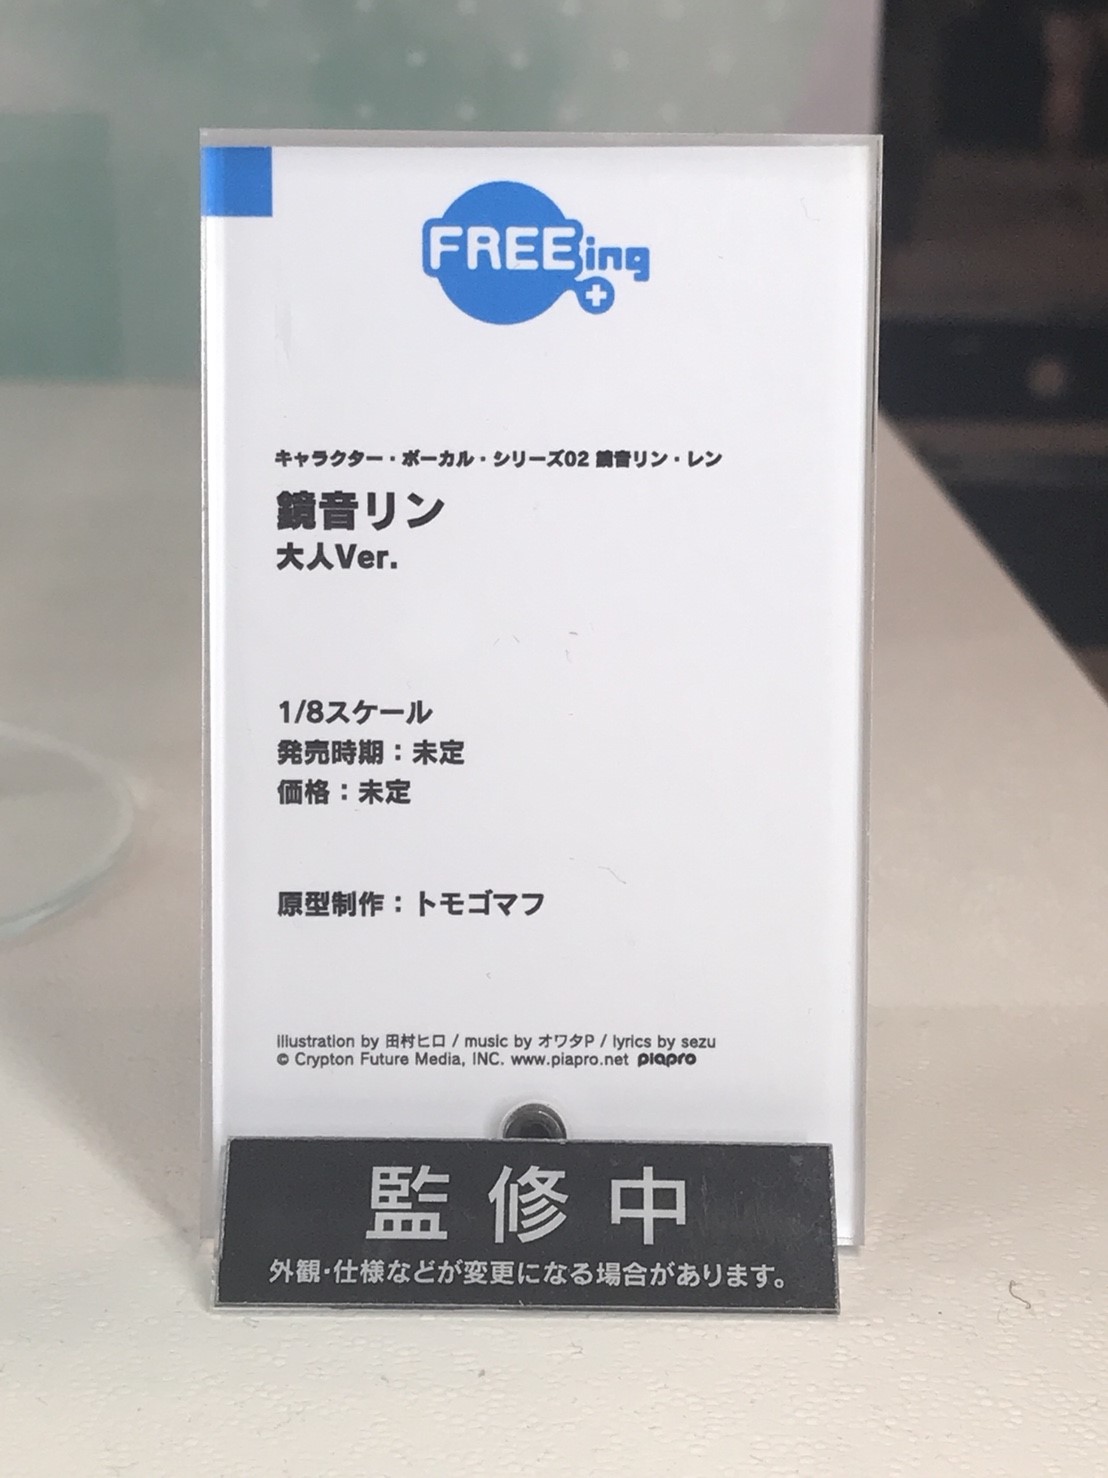 FREEing
キャラクター・ボーカル・シリーズ02 鏡音リン・レン
鏡音リン
大人Ver.
1/8スケール
発売時期：未定
価格：未定
原型制作：トモゴマフ
illustration by 田村ヒロ / music by オワタP / lyrics by sezu
© Crypton Future Media, INC. www.piapro.net piapro
監修中
外観・仕様などが変更になる場合があります。